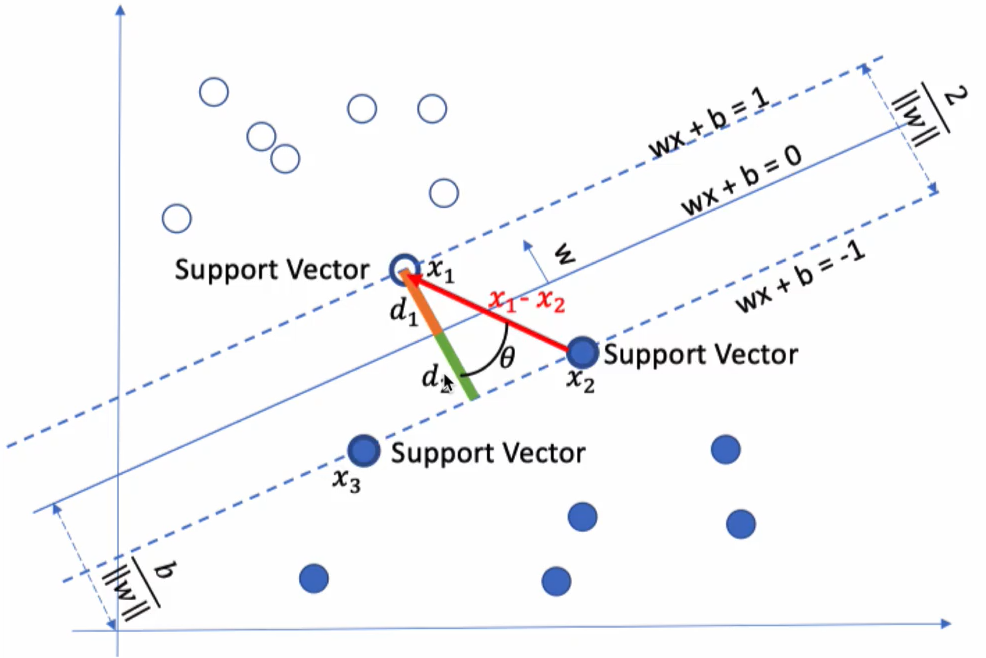 wx + b = 1
2
‖w‖
wx + b = 0
w
wx + b = -1
Support Vector
x₁
d₁
x₁- x₂
θ
Support Vector
d₂
x₂
Support Vector
x₃
b
‖w‖